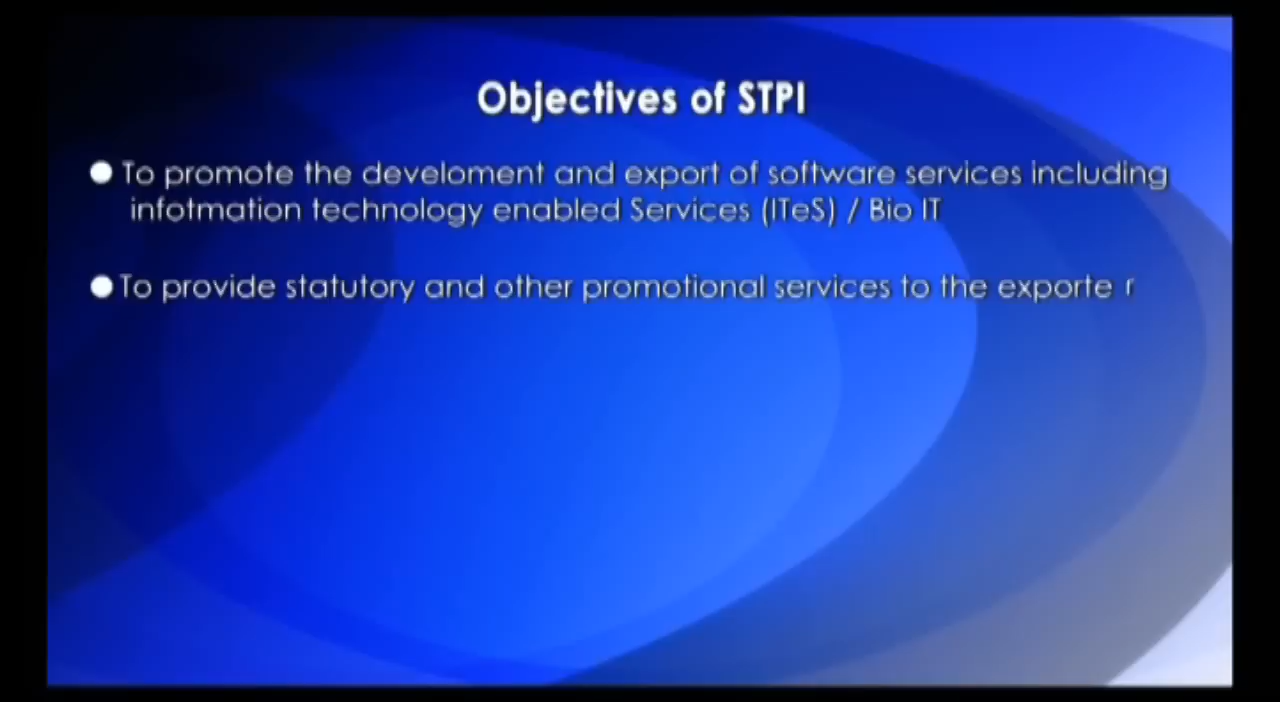 Objectives of STPI
● To promote the develoment and export of software services including
infotmation technology enabled Services (ITeS) / Bio IT
● To provide statutory and other promotional services to the exporte r